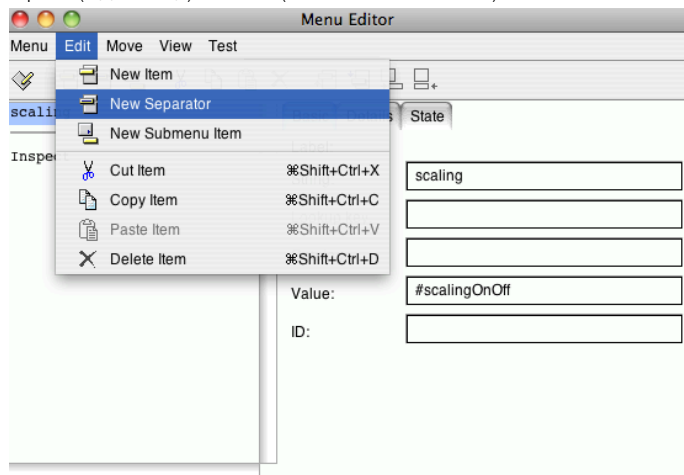 Menu Editor
Menu Edit Move View Test
New Item
New Separator
New Submenu Item
Cut Item ⌘Shift+Ctrl+X
Copy Item ⌘Shift+Ctrl+C
Paste Item ⌘Shift+Ctrl+V
Delete Item ⌘Shift+Ctrl+D
State
scaling
Value: #scalingOnOff
ID: